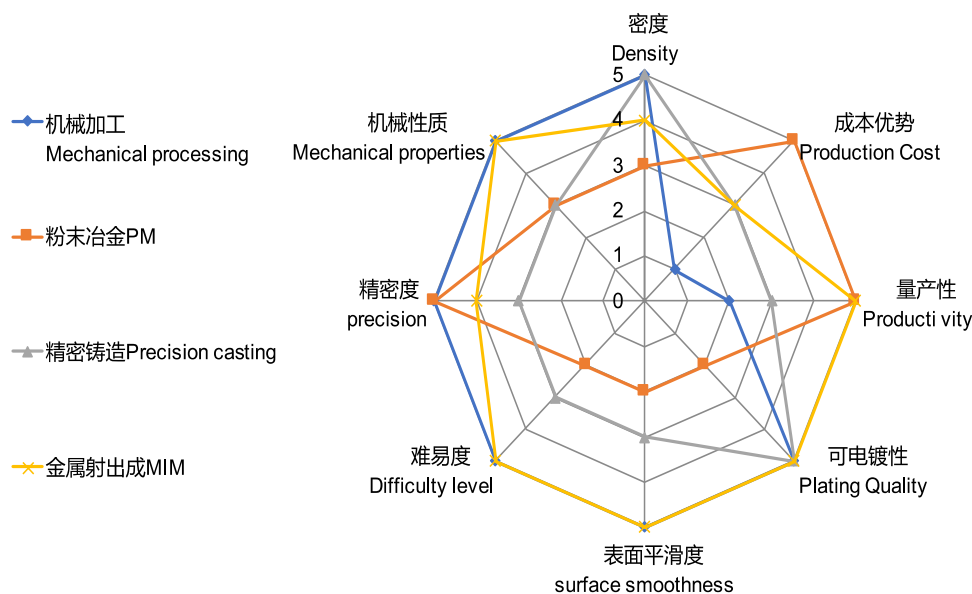 机械加工
Mechanical processing
粉末冶金PM
精密铸造Precision casting
金属射出成MIM
密度
Density
成本优势
Production Cost
量产性
Producti vity
可电镀性
Plating Quality
表面平滑度
surface smoothness
难易度
Difficulty level
精密度
precision
机械性质
Mechanical properties
5
4
3
2
1
0